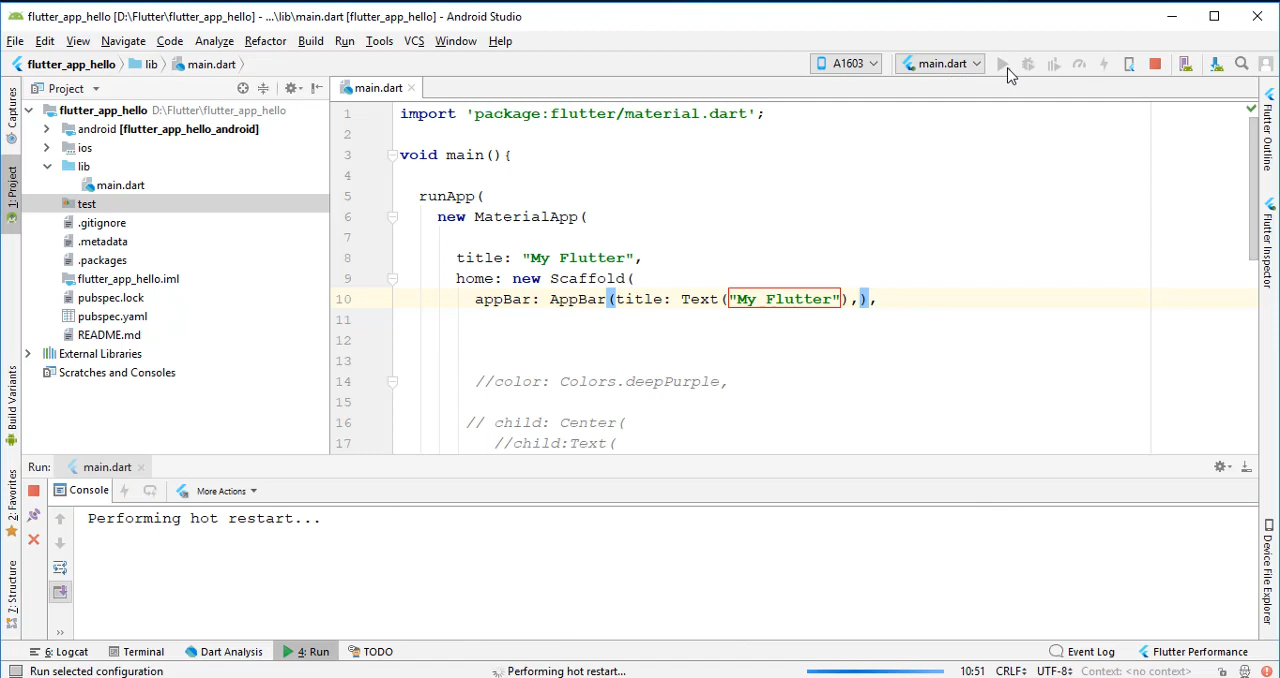 flutter_app_hello [D:\Flutter\flutter_app_hello] - ...\lib\main.dart [flutter_app_hello] - Android Studio
File Edit View Navigate Code Analyze Refactor Build Run Tools VCS Window Help
flutter_app_hello lib main.dart A1603 main.dart
Captures
1: Project
Build Variants
2: Favorites
7: Structure
Project
flutter_app_hello D:\Flutter\flutter_app_hello
android [flutter_app_hello_android]
ios
lib
main.dart
test
.gitignore
.metadata
.packages
flutter_app_hello.iml
pubspec.lock
pubspec.yaml
README.md
External Libraries
Scratches and Consoles
main.dart
1 import 'package:flutter/material.dart';
2
3 void main(){
4
5 runApp(
6 new MaterialApp(
7
8 title: "My Flutter",
9 home: new Scaffold(
10 appBar: AppBar(title: Text("My Flutter"),),
11
12
13
14 //color: Colors.deepPurple,
15
16 // child: Center(
17 //child:Text(
Flutter Outline
Flutter Inspector
Device File Explorer
Run: main.dart
Console More Actions
Performing hot restart...
6: Logcat Terminal Dart Analysis 4: Run TODO Event Log Flutter Performance
Run selected configuration Performing hot restart... 10:51 CRLF UTF-8 Context: <no context>